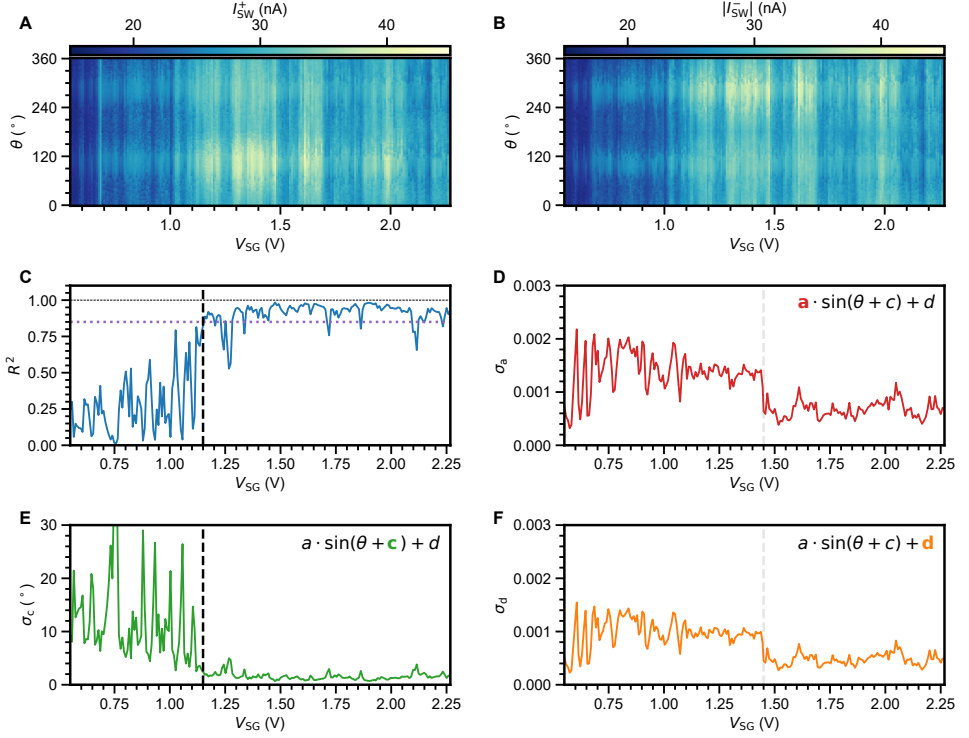 A
I⁺SW (nA)
20 30 40
360
240
120
0
θ (°)
1.0 1.5 2.0
VSG (V)
B
|I⁻SW| (nA)
20 30 40
360
240
120
0
θ (°)
1.0 1.5 2.0
VSG (V)
C
1.00
0.75
0.50
0.25
0.00
R²
0.75 1.00 1.25 1.50 1.75 2.00 2.25
VSG (V)
D
a · sin(θ + c) + d
0.003
0.002
0.001
0.000
σa
0.75 1.00 1.25 1.50 1.75 2.00 2.25
VSG (V)
E
a · sin(θ + c) + d
30
20
10
0
σc (°)
0.75 1.00 1.25 1.50 1.75 2.00 2.25
VSG (V)
F
a · sin(θ + c) + d
0.003
0.002
0.001
0.000
σd
0.75 1.00 1.25 1.50 1.75 2.00 2.25
VSG (V)